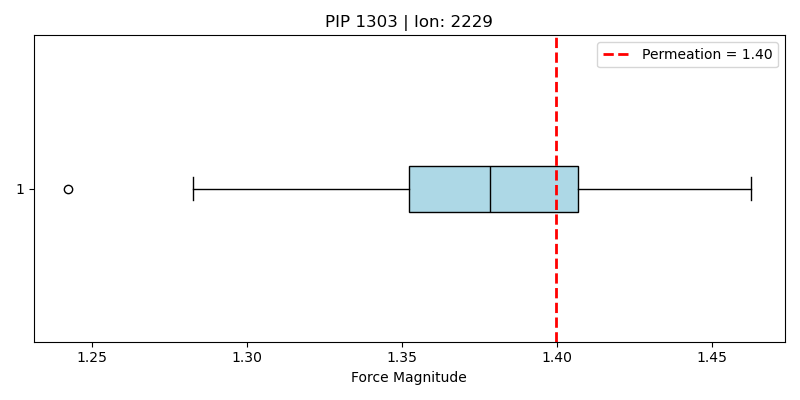 PIP 1303 | lon: 2229
Permeation = 1.40
1
1.25 1.30 1.35 1.40 1.45
Force Magnitude